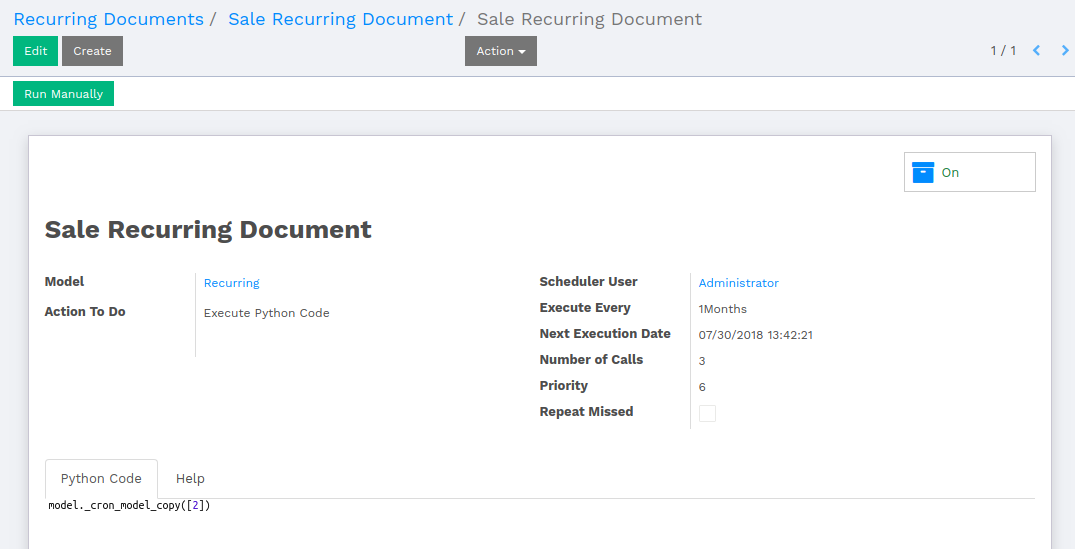 Recurring Documents / Sale Recurring Document / Sale Recurring Document
Edit Create Action 1 / 1
Run Manually
On
Sale Recurring Document
Model Recurring
Action To Do Execute Python Code
Scheduler User Administrator
Execute Every 1Months
Next Execution Date 07/30/2018 13:42:21
Number of Calls 3
Priority 6
Repeat Missed
Python Code Help
model._cron_model_copy([2])